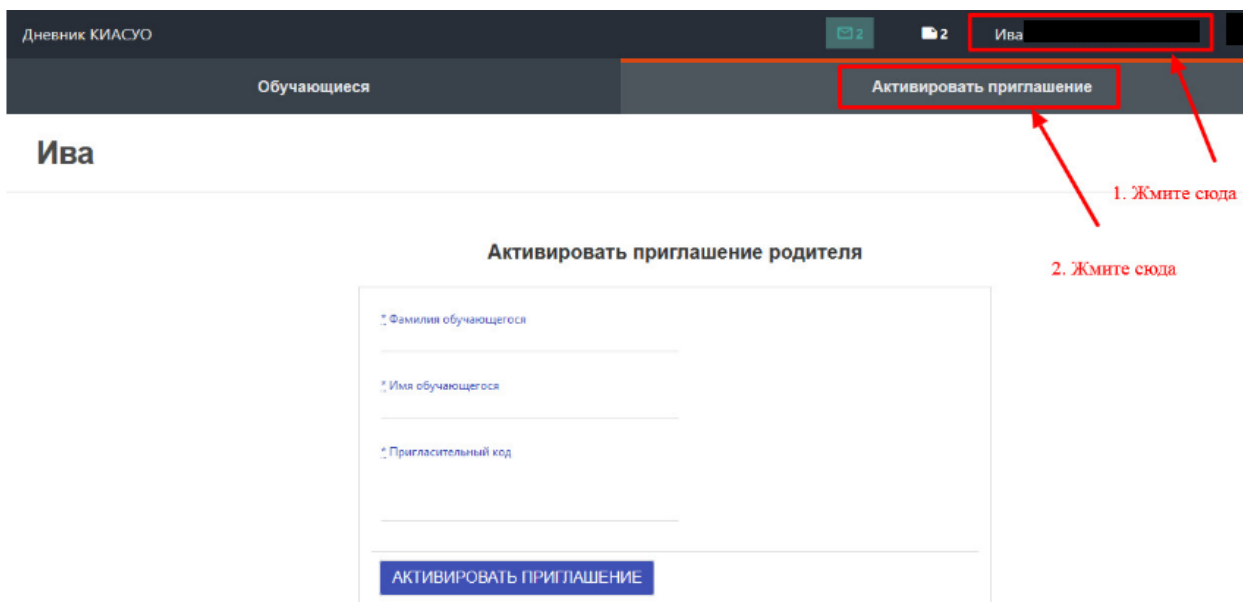 Дневник КИАСУО
2
2
Ива
Обучающиеся
Активировать приглашение
Ива
1. Жмите сюда
Активировать приглашение родителя
2. Жмите сюда
* Фамилия обучающегося
* Имя обучающегося
* Пригласительный код
АКТИВИРОВАТЬ ПРИГЛАШЕНИЕ